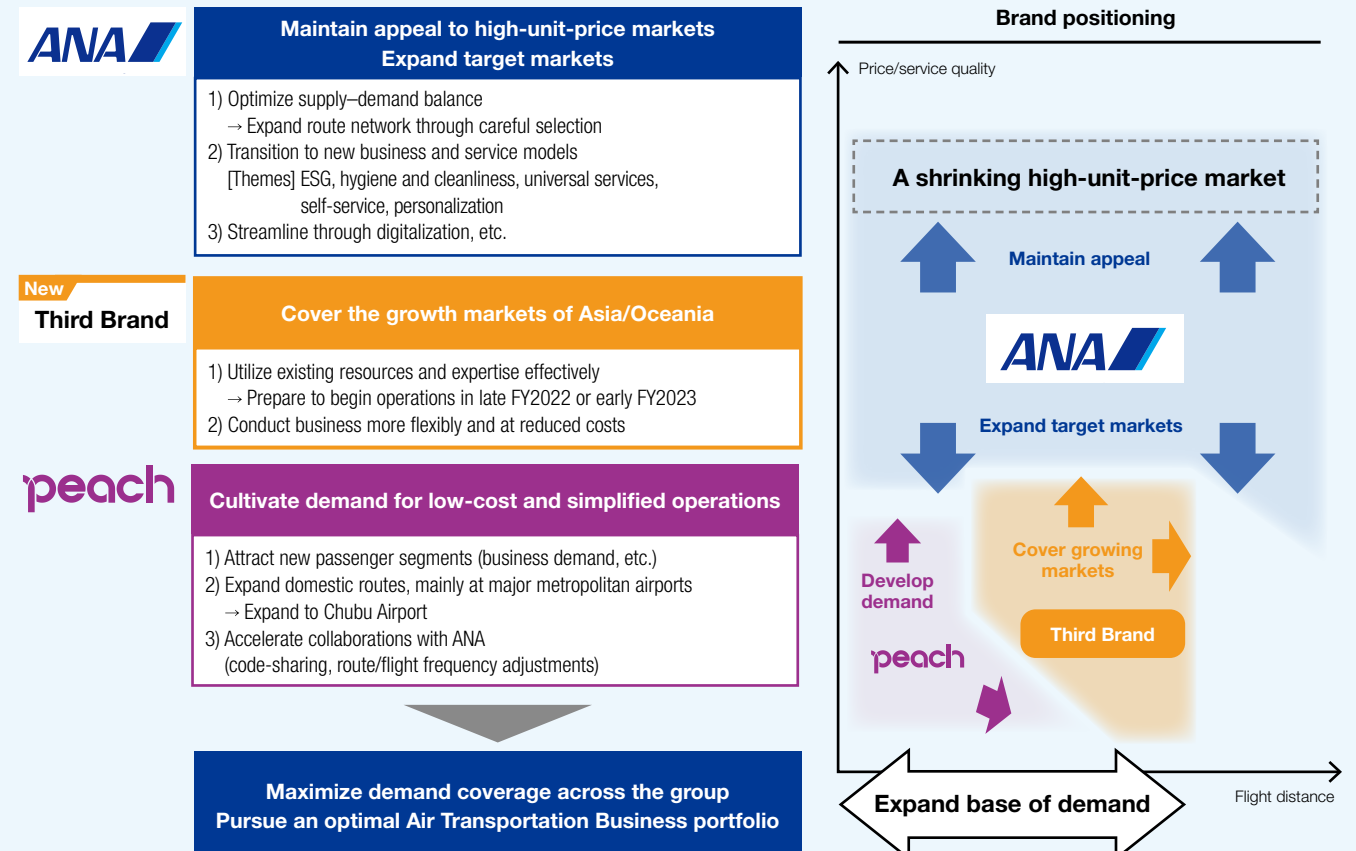 ANA
Maintain appeal to high-unit-price markets
Expand target markets
1) Optimize supply–demand balance
→ Expand route network through careful selection
2) Transition to new business and service models
[Themes] ESG, hygiene and cleanliness, universal services,
self-service, personalization
3) Streamline through digitalization, etc.
New
Third Brand
Cover the growth markets of Asia/Oceania
1) Utilize existing resources and expertise effectively
→ Prepare to begin operations in late FY2022 or early FY2023
2) Conduct business more flexibly and at reduced costs
peach
Cultivate demand for low-cost and simplified operations
1) Attract new passenger segments (business demand, etc.)
2) Expand domestic routes, mainly at major metropolitan airports
→ Expand to Chubu Airport
3) Accelerate collaborations with ANA
(code-sharing, route/flight frequency adjustments)
Maximize demand coverage across the group
Pursue an optimal Air Transportation Business portfolio
Brand positioning
Price/service quality
A shrinking high-unit-price market
Maintain appeal
ANA
Expand target markets
Cover growing
markets
Develop
demand
Third Brand
peach
Expand base of demand
Flight distance